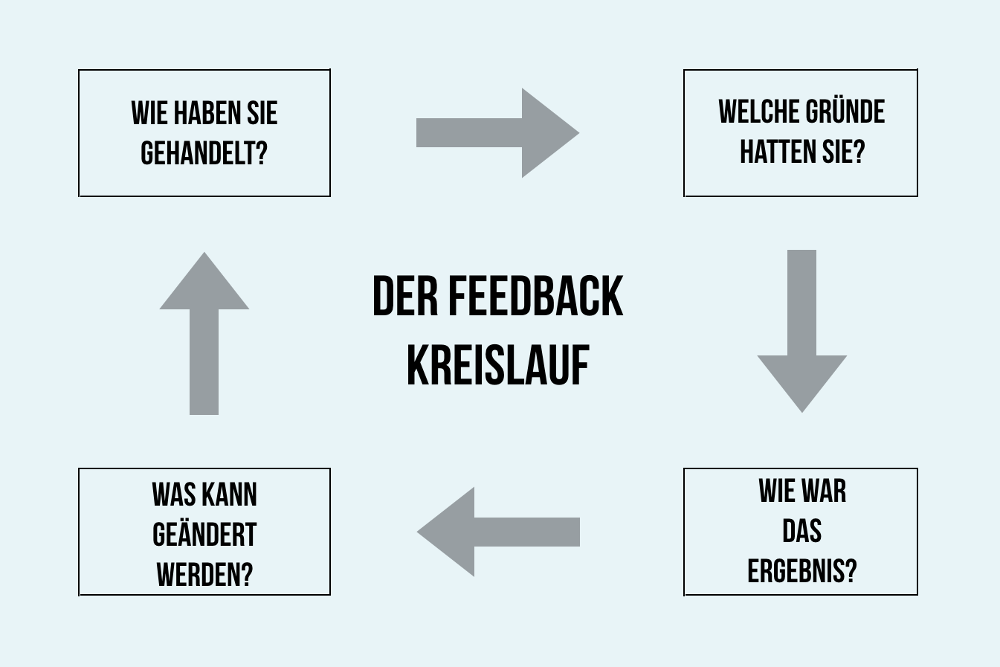 WIE HABEN SIE
GEHANDELT?
WELCHE GRÜNDE
HATTEN SIE?
DER FEEDBACK
KREISLAUF
WAS KANN
GEÄNDERT
WERDEN?
WIE WAR
DAS
ERGEBNIS?